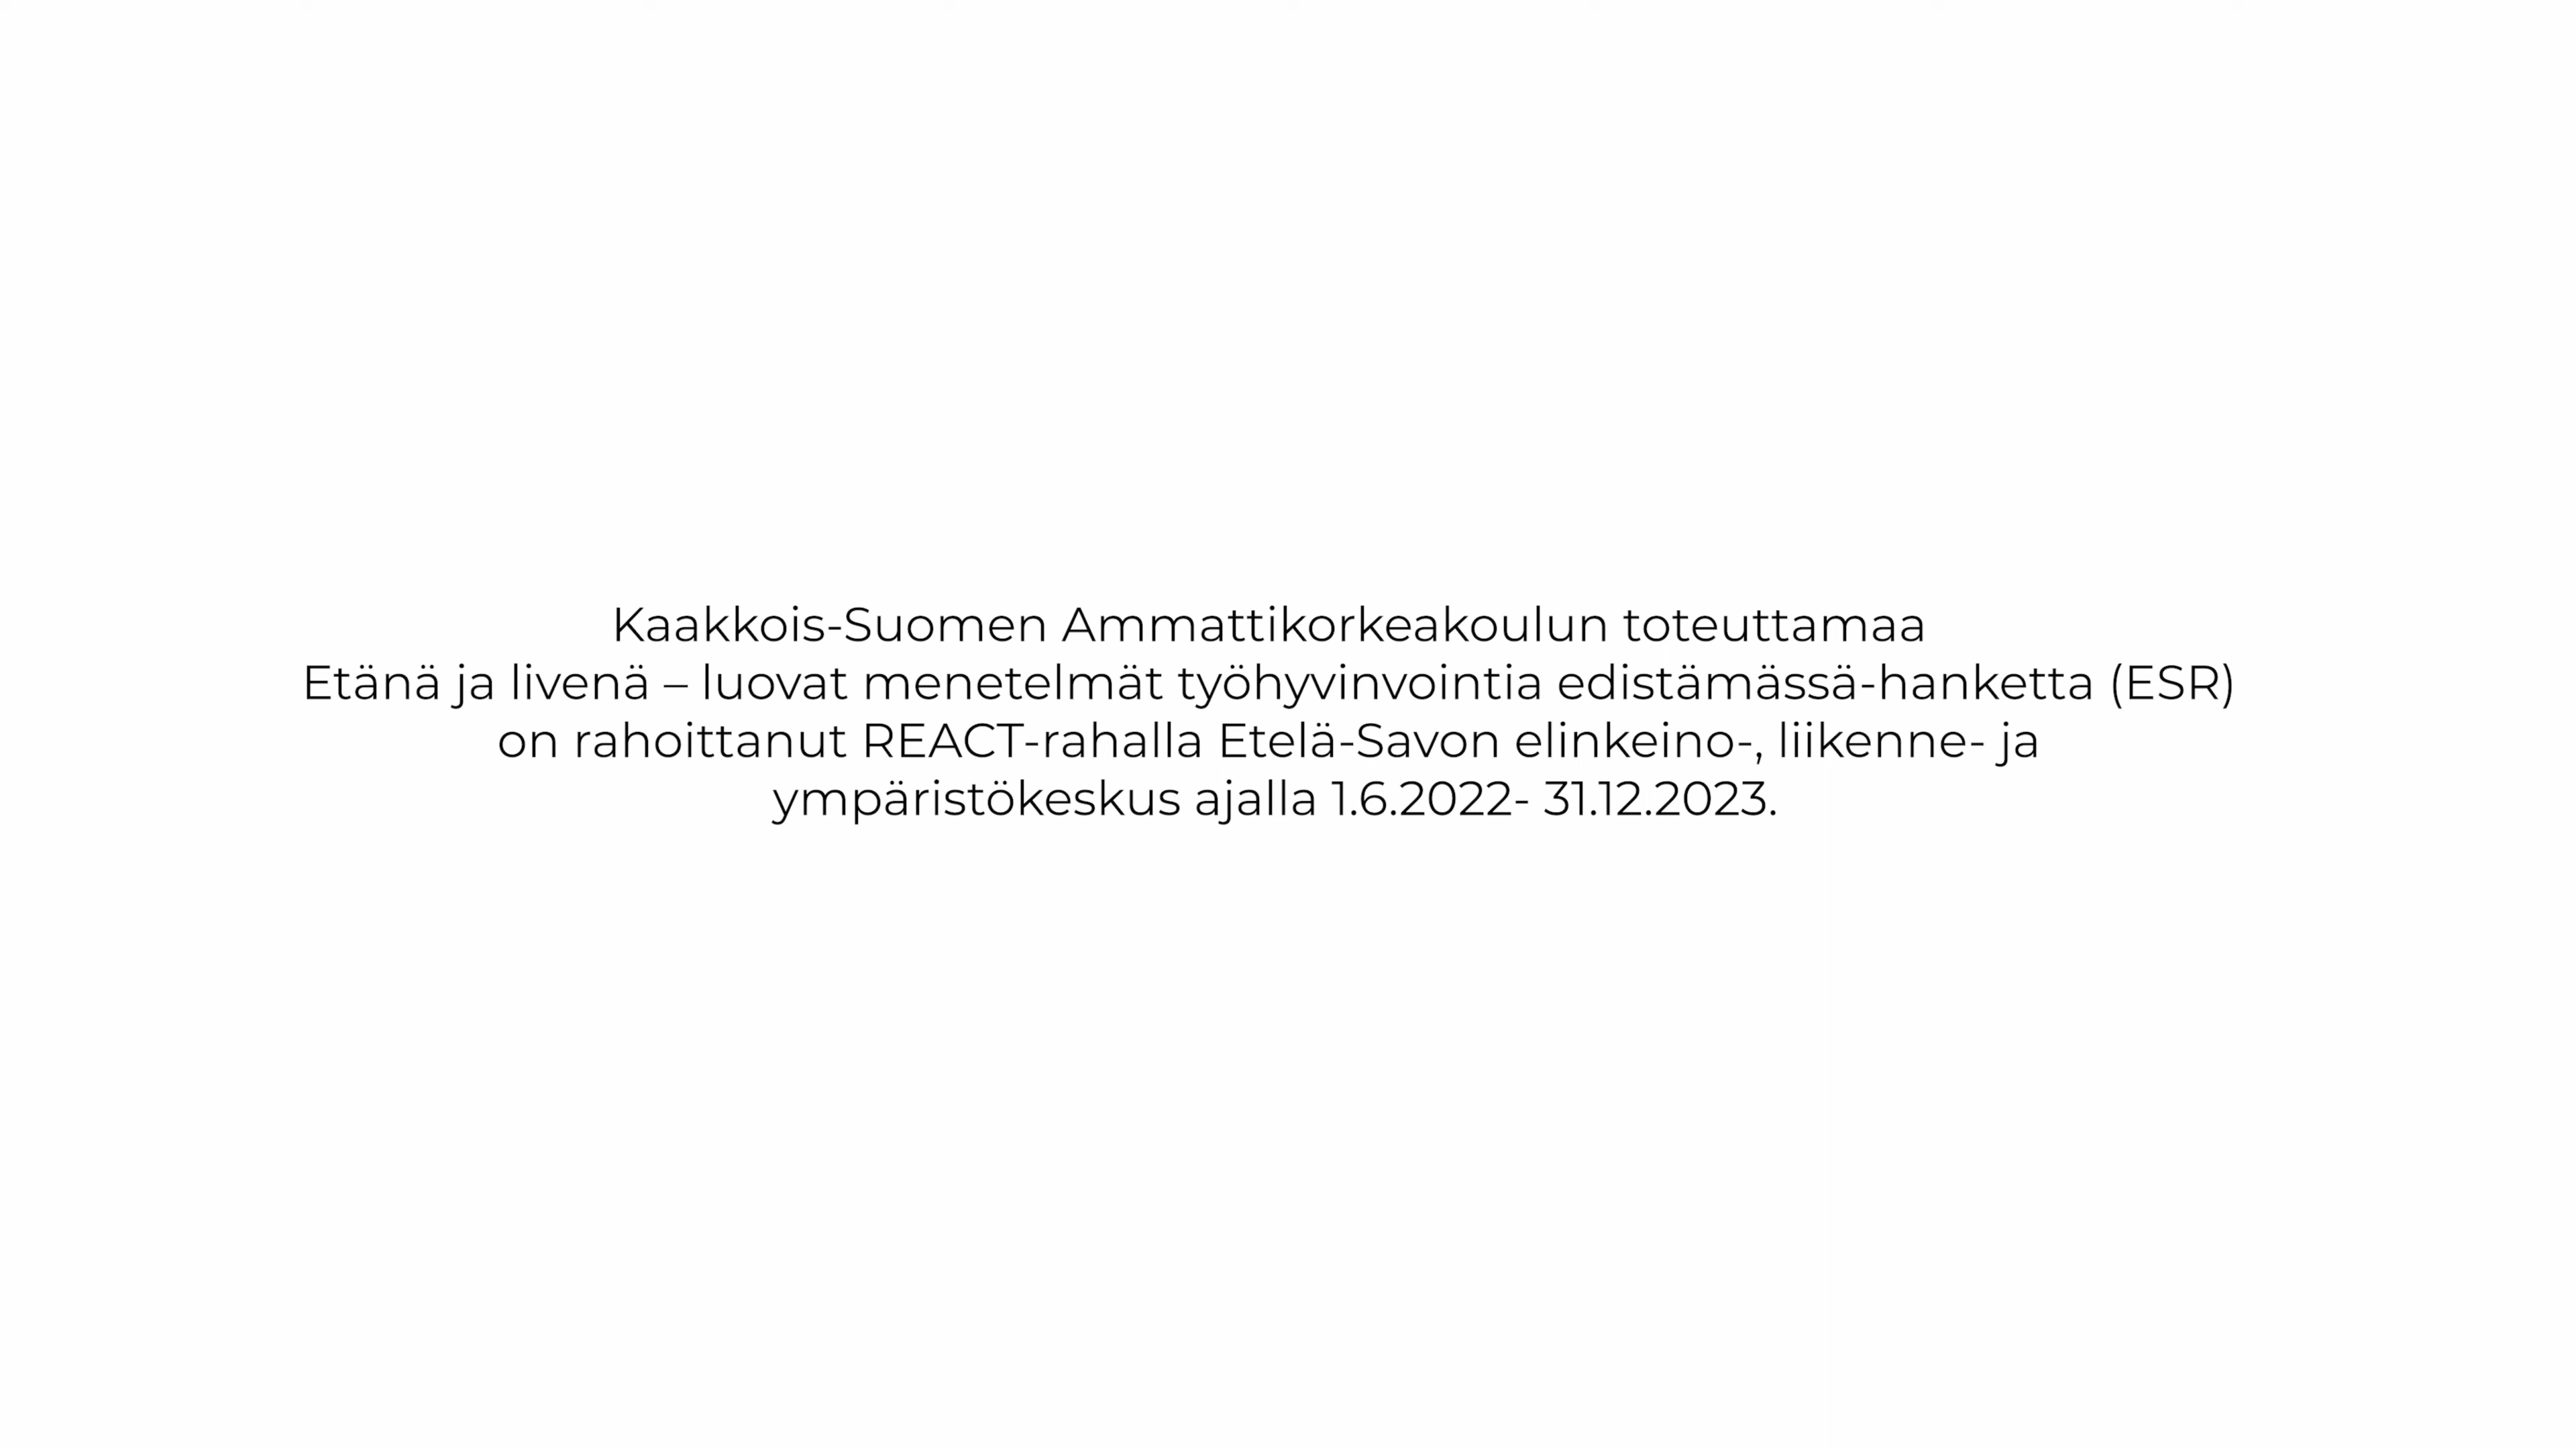 Kaakkois-Suomen Ammattikorkeakoulun toteuttamaa
Etänä ja livenä – luovat menetelmät työhyvinvointia edistämässä-hanketta (ESR)
on rahoittanut REACT-rahalla Etelä-Savon elinkeino-, liikenne- ja
ympäristökeskus ajalla 1.6.2022- 31.12.2023.